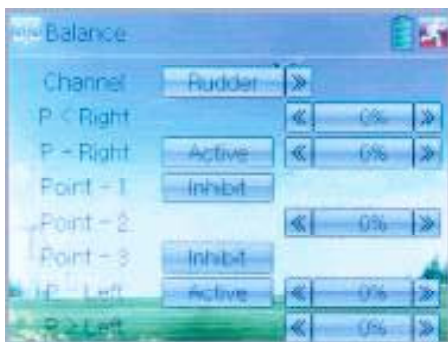 Balance
Channel Rudder »
P < Right « 0% »
P - Right Active « 0% »
Point - 1 Inhibit
Point - 2 « 0% »
Point - 3 Inhibit
P - Left Active « 0% »
P > Left « 0% »